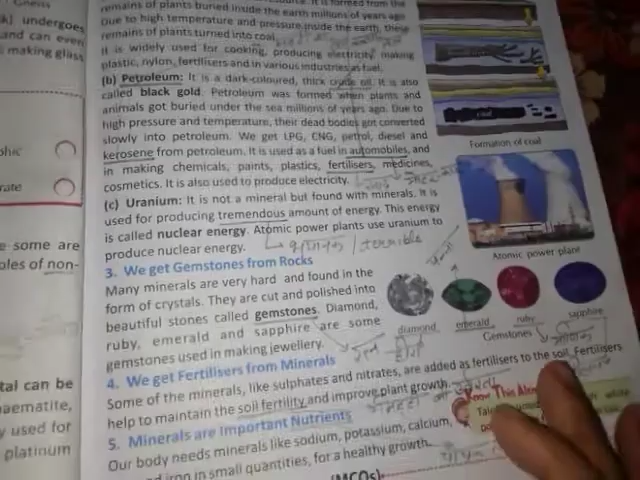 remains of plants buried inside the earth millions of years ago
Due to high temperature and pressure inside the earth, these
remains of plants turned into coal.
It is widely used for cooking, producing electricity, making
plastic, nylon, fertilisers and in various industries as fuel.
(b) Petroleum: It is a dark-coloured, thick crude oil. It is also
called black gold. Petroleum was formed when plants and
animals got buried under the sea millions of years ago. Due to
high pressure and temperature, their dead bodies got converted
slowly into petroleum. We get LPG, CNG, petrol, diesel and
kerosene from petroleum. It is used as a fuel in automobiles, and
in making chemicals, paints, plastics, fertilisers, medicines,
cosmetics. It is also used to produce electricity.
(c) Uranium: It is not a mineral but found with minerals. It is
used for producing tremendous amount of energy. This energy
is called nuclear energy. Atomic power plants use uranium to
produce nuclear energy.
3. We get Gemstones from Rocks
Many minerals are very hard and found in the
form of crystals. They are cut and polished into
beautiful stones called gemstones. Diamond,
ruby, emerald and sapphire are some
gemstones used in making jewellery.
4. We get Fertilisers from Minerals
Some of the minerals, like sulphates and nitrates, are added as fertilisers to the soil. Fertilisers
help to maintain the soil fertility and improve plant growth.
5. Minerals are Important Nutrients
Our body needs minerals like sodium, potassium, calcium,
iron in small quantities, for a healthy growth.
(MCQs)
Formation of coal
Atomic power plant
diamond
emerald
ruby
sapphire
Gemstones
Know This Also
undergoes
and can even
making glass
some are
ples of non-
tal can be
haematite,
y used for
platinum